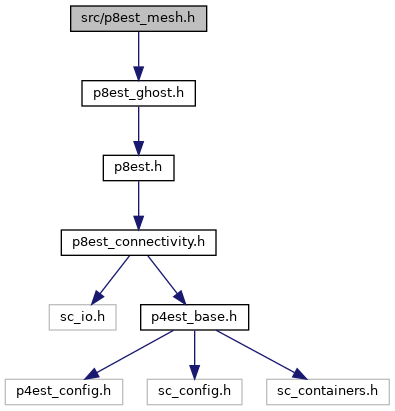 src/p8est_mesh.h
p8est_ghost.h
p8est.h
p8est_connectivity.h
sc_io.h
p4est_base.h
p4est_config.h
sc_config.h
sc_containers.h